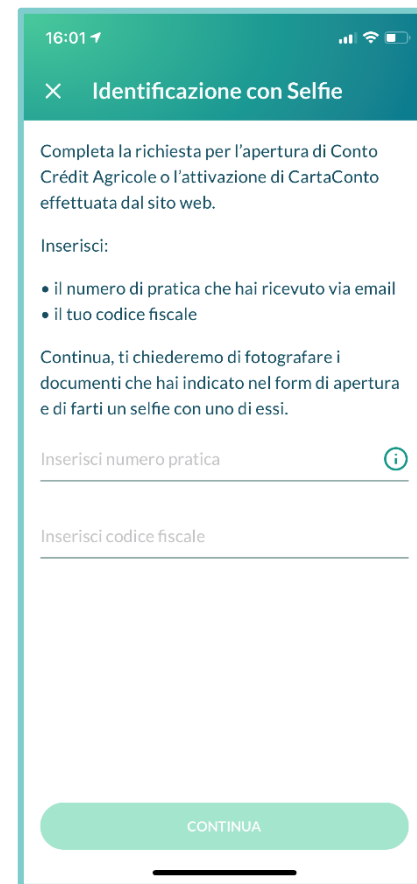 16:01
Identificazione con Selfie
Completa la richiesta per l'apertura di Conto
Crédit Agricole o l'attivazione di CartaConto
effettuata dal sito web.
Inserisci:
• il numero di pratica che hai ricevuto via email
• il tuo codice fiscale
Continua, ti chiederemo di fotografare i
documenti che hai indicato nel form di apertura
e di farti un selfie con uno di essi.
Inserisci numero pratica
Inserisci codice fiscale
CONTINUA